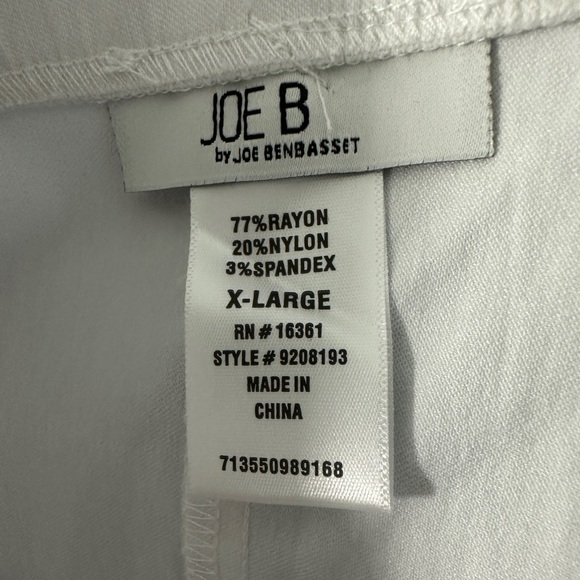 JOE B
by JOE BENBASSET
77%RAYON
20%NYLON
3%SPANDEX
X-LARGE
RN # 16361
STYLE # 9208193
MADE IN
CHINA
713550989168